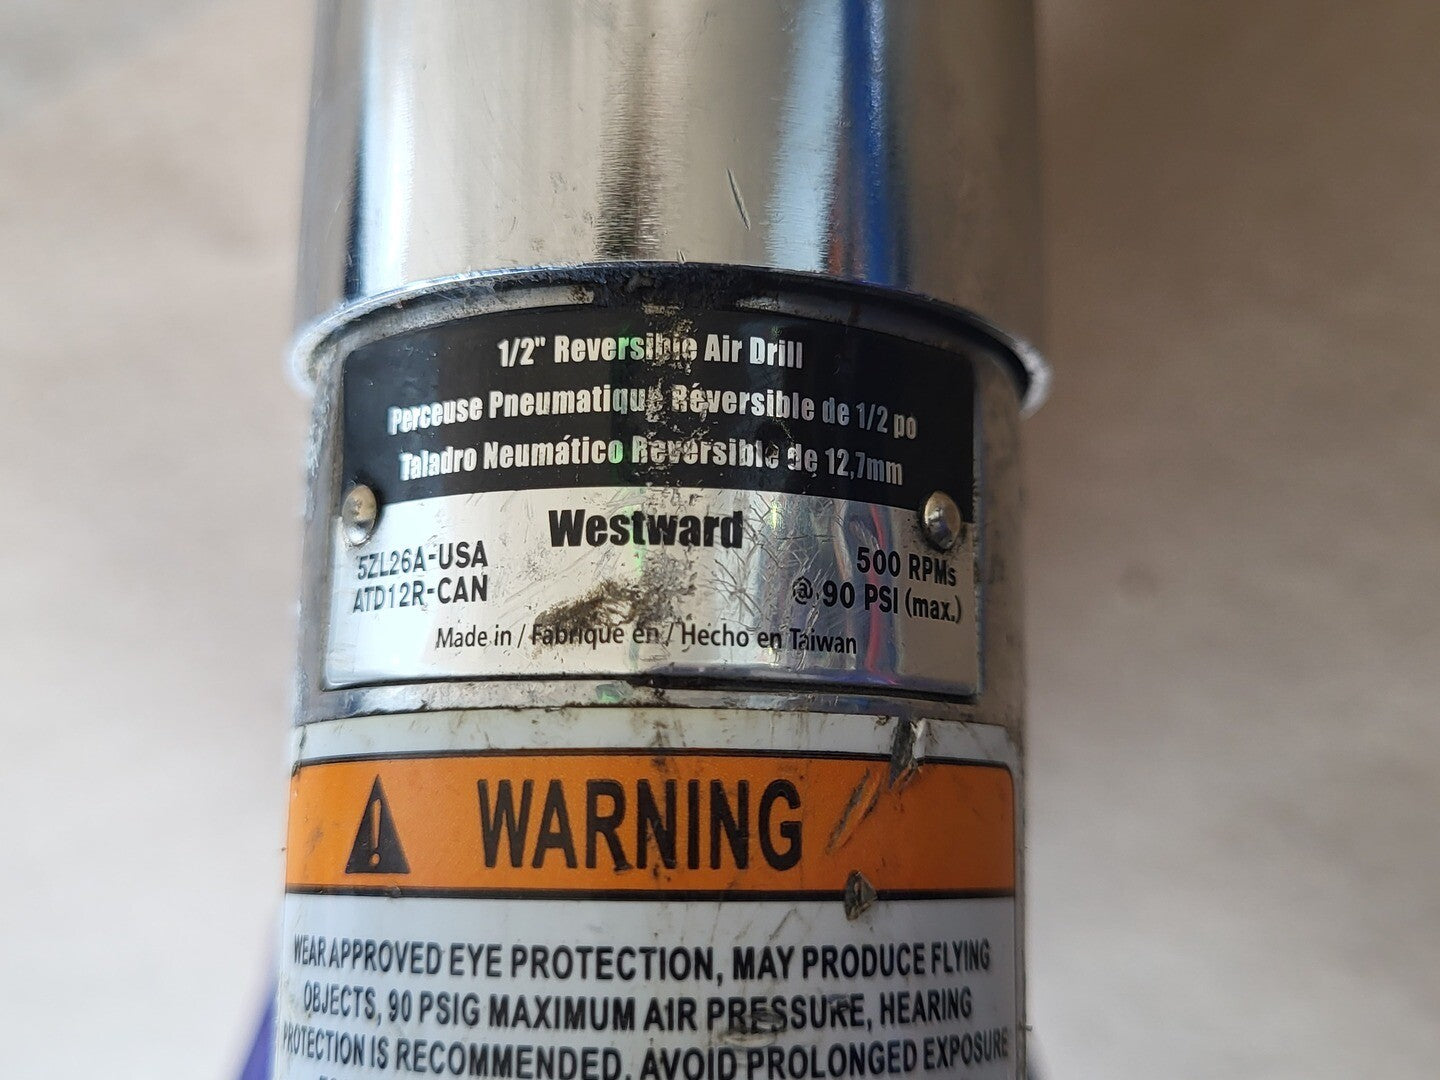 1/2" Reversible Air Drill
Perceuse Pneumatique Réversible de 1/2 po
Taladro Neumático Reversible de 12,7mm
Westward
5ZL26A-USA
ATD12R-CAN
500 RPMs
@ 90 PSI (max.)
Made in / Fabriqué en / Hecho en Taiwan
WARNING
WEAR APPROVED EYE PROTECTION, MAY PRODUCE FLYING
OBJECTS, 90 PSIG MAXIMUM AIR PRESSURE, HEARING
PROTECTION IS RECOMMENDED. AVOID PROLONGED EXPOSURE